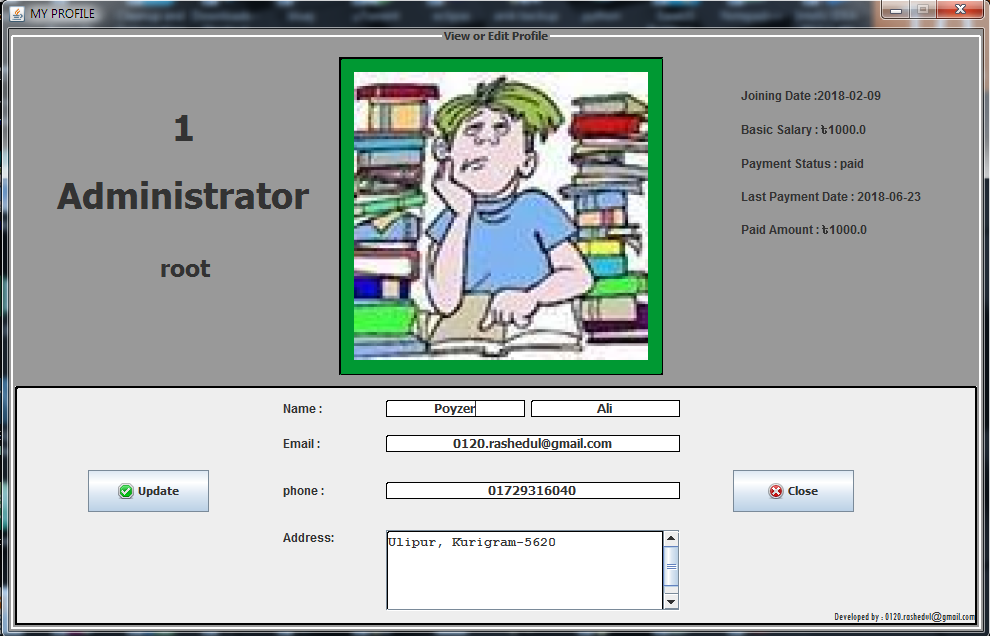 MY PROFILE
View or Edit Profile
1
Administrator
root
Joining Date :2018-02-09
Basic Salary : ৳1000.0
Payment Status : paid
Last Payment Date : 2018-06-23
Paid Amount : ৳1000.0
Name : Poyzer Ali
Email : 0120.rashedul@gmail.com
phone : 01729316040
Update
Close
Address: Ulipur, Kurigram-5620
Developed by : 0120.rashedul@gmail.com